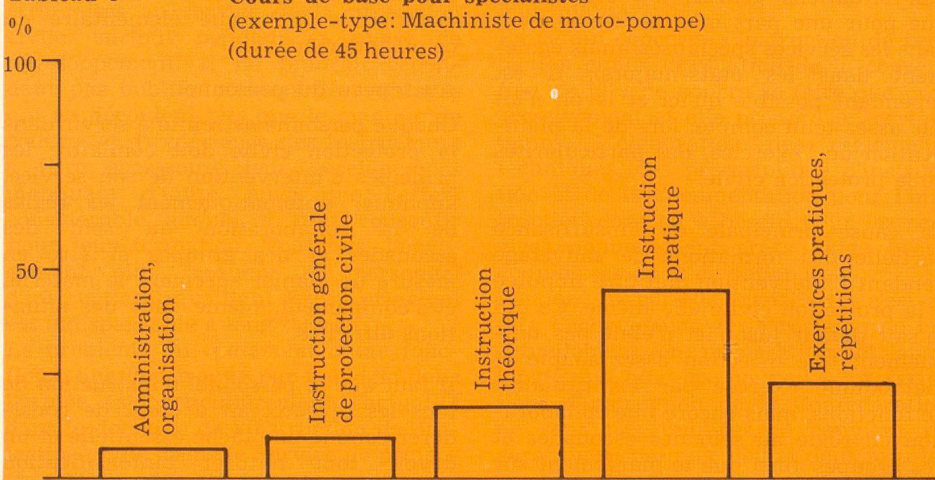 Cours de base pour spécialistes
%
(exemple-type: Machiniste de moto-pompe)
(durée de 45 heures)
100
50
Administration,
organisation
Instruction générale
de protection civile
Instruction
théorique
Instruction
pratique
Exercices pratiques,
répétitions